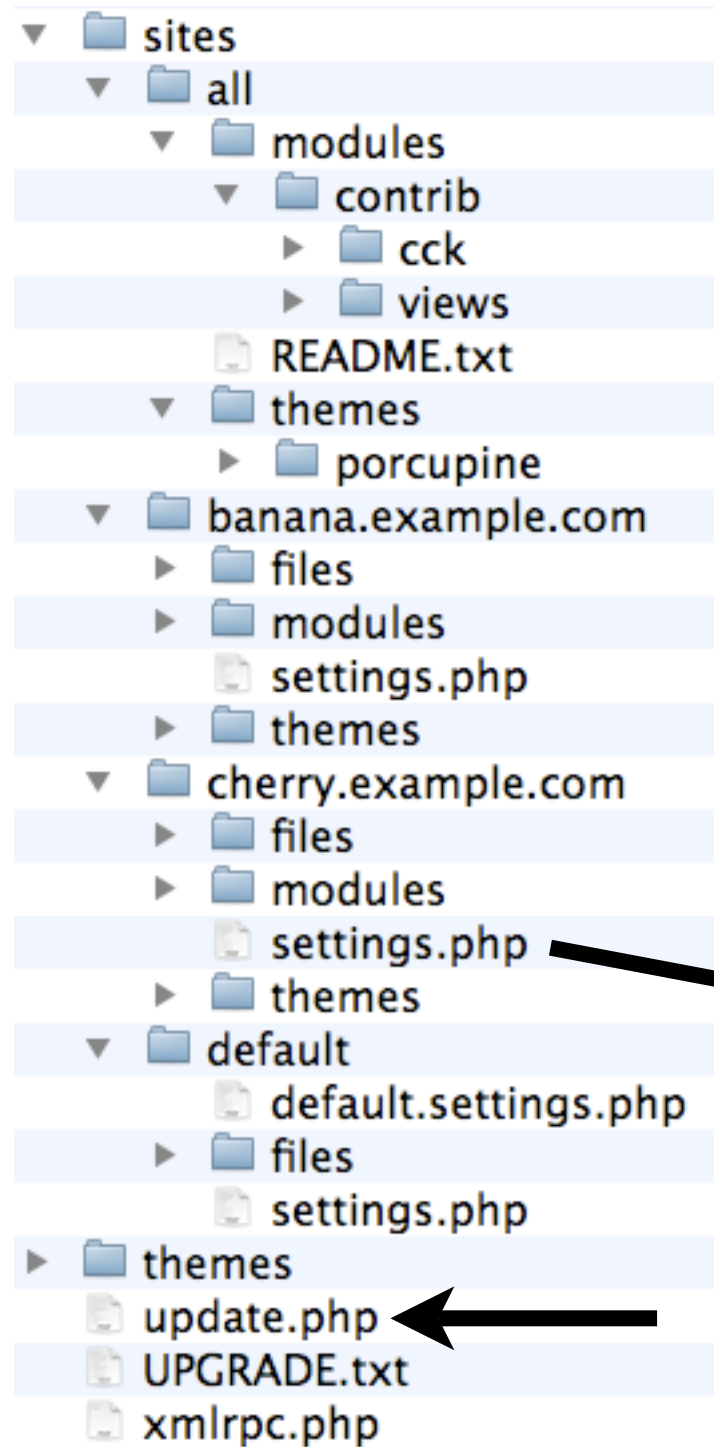 sites
all
modules
contrib
cck
views
README.txt
themes
porcupine
banana.example.com
files
modules
settings.php
themes
cherry.example.com
files
modules
settings.php
themes
default
default.settings.php
files
settings.php
themes
update.php
UPGRADE.txt
xmlrpc.php